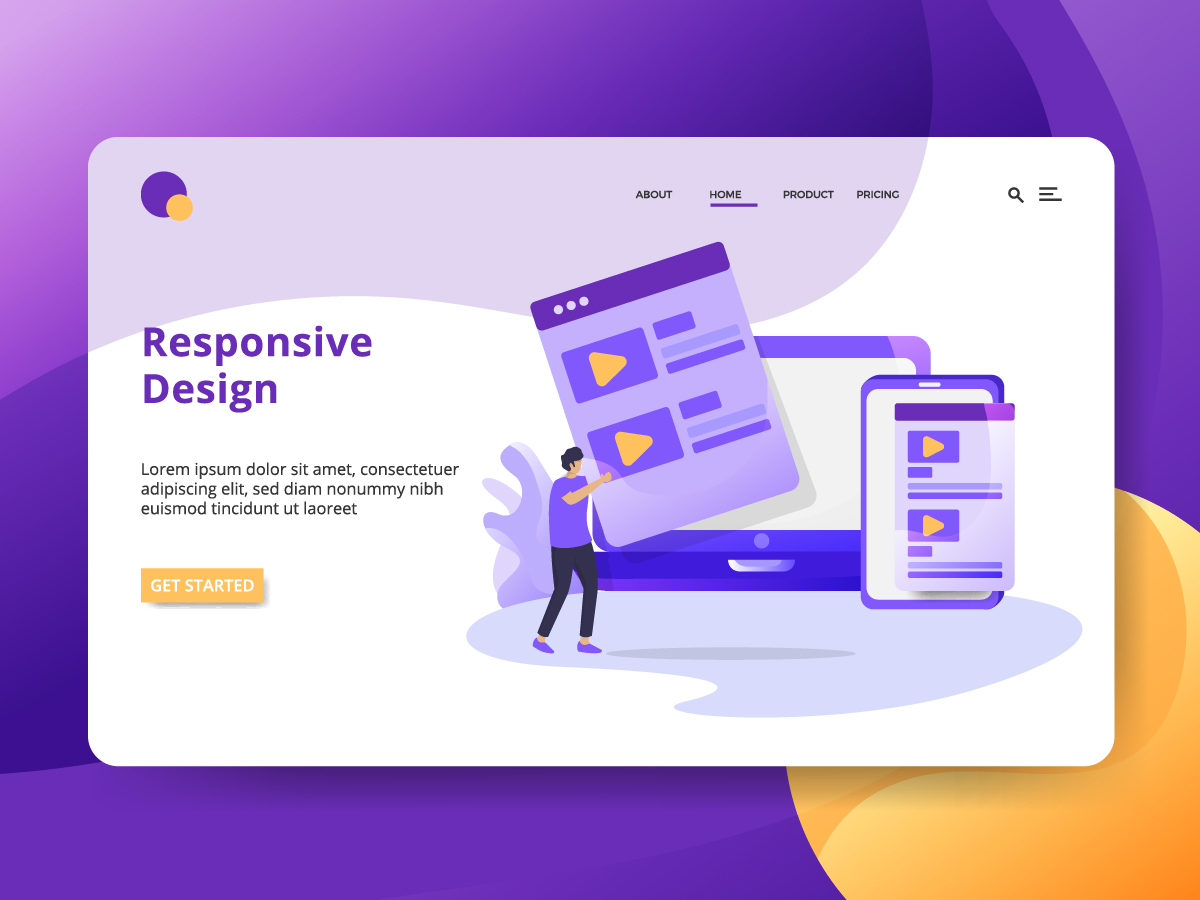 ABOUT HOME PRODUCT PRICING
Responsive
Design
Lorem ipsum dolor sit amet, consectetuer
adipiscing elit, sed diam nonummy nibh
euismod tincidunt ut laoreet
GET STARTED